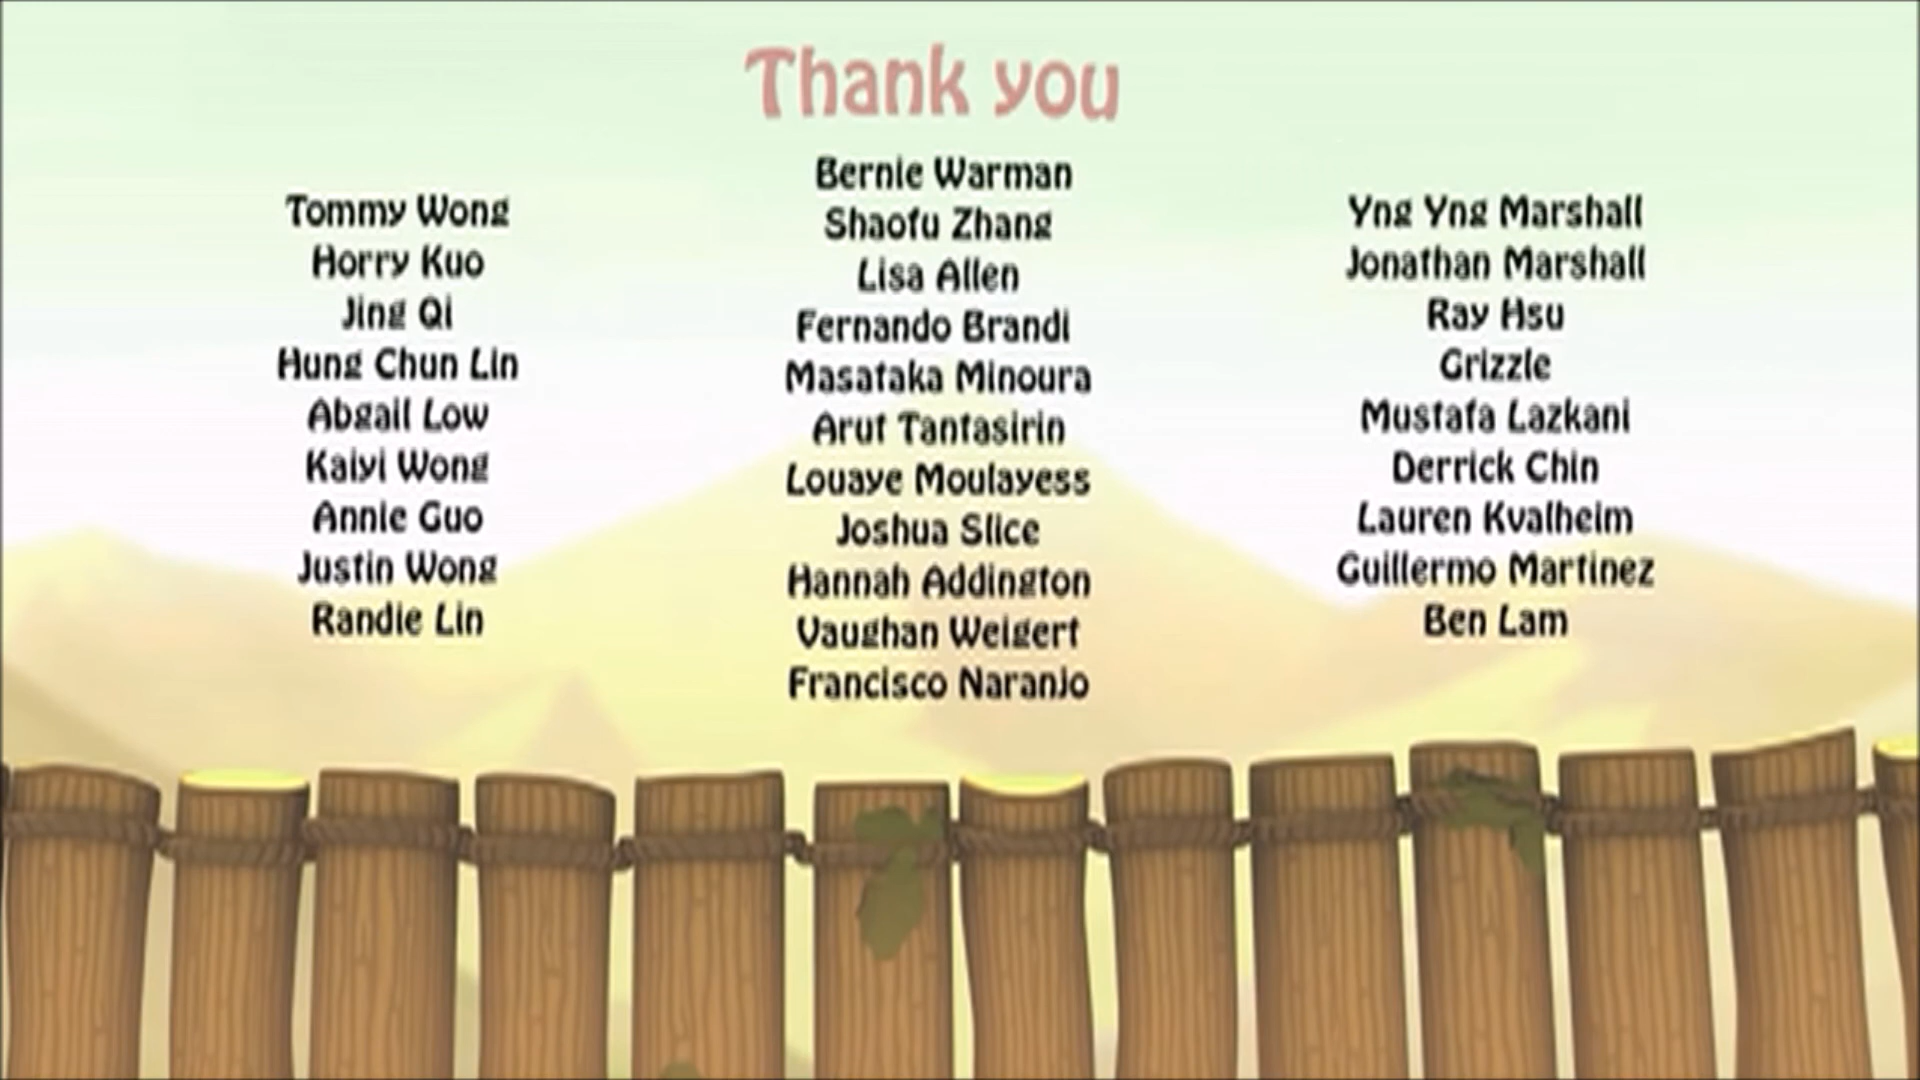 Thank you
Tommy Wong
Horry Kuo
Jing Qi
Hung Chun Lin
Abgail Low
Kaiyi Wong
Annie Guo
Justin Wong
Randie Lin
Bernie Warman
Shaofu Zhang
Lisa Allen
Fernando Brandi
Masataka Minoura
Arut Tantasirin
Louaye Moulayess
Joshua Slice
Hannah Addington
Vaughan Weigert
Francisco Naranjo
Yng Yng Marshall
Jonathan Marshall
Ray Hsu
Grizzle
Mustafa Lazkani
Derrick Chin
Lauren Kvalheim
Guillermo Martinez
Ben Lam